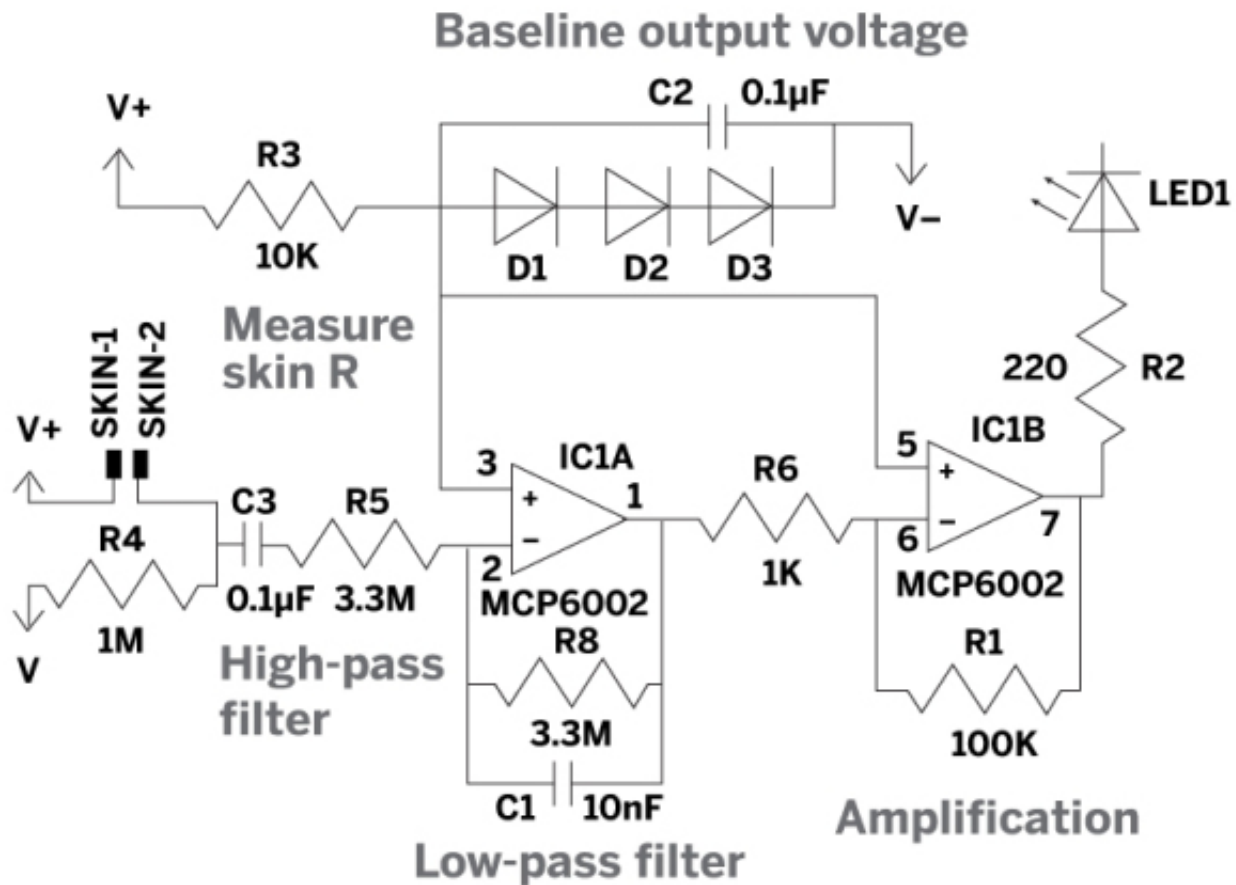 Baseline output voltage
C2 0.1µF
V+
R3
10K
D1 D2 D3
V–
LED1
Measure
skin R
220 R2
SKIN-1
SKIN-2
V+
R4
1M
V
C3
0.1µF
R5
3.3M
High-pass
filter
3
+
–
2
IC1A
1
MCP6002
R8
3.3M
C1 10nF
Low-pass filter
R6
1K
5
+
–
6
IC1B
7
MCP6002
R1
100K
Amplification